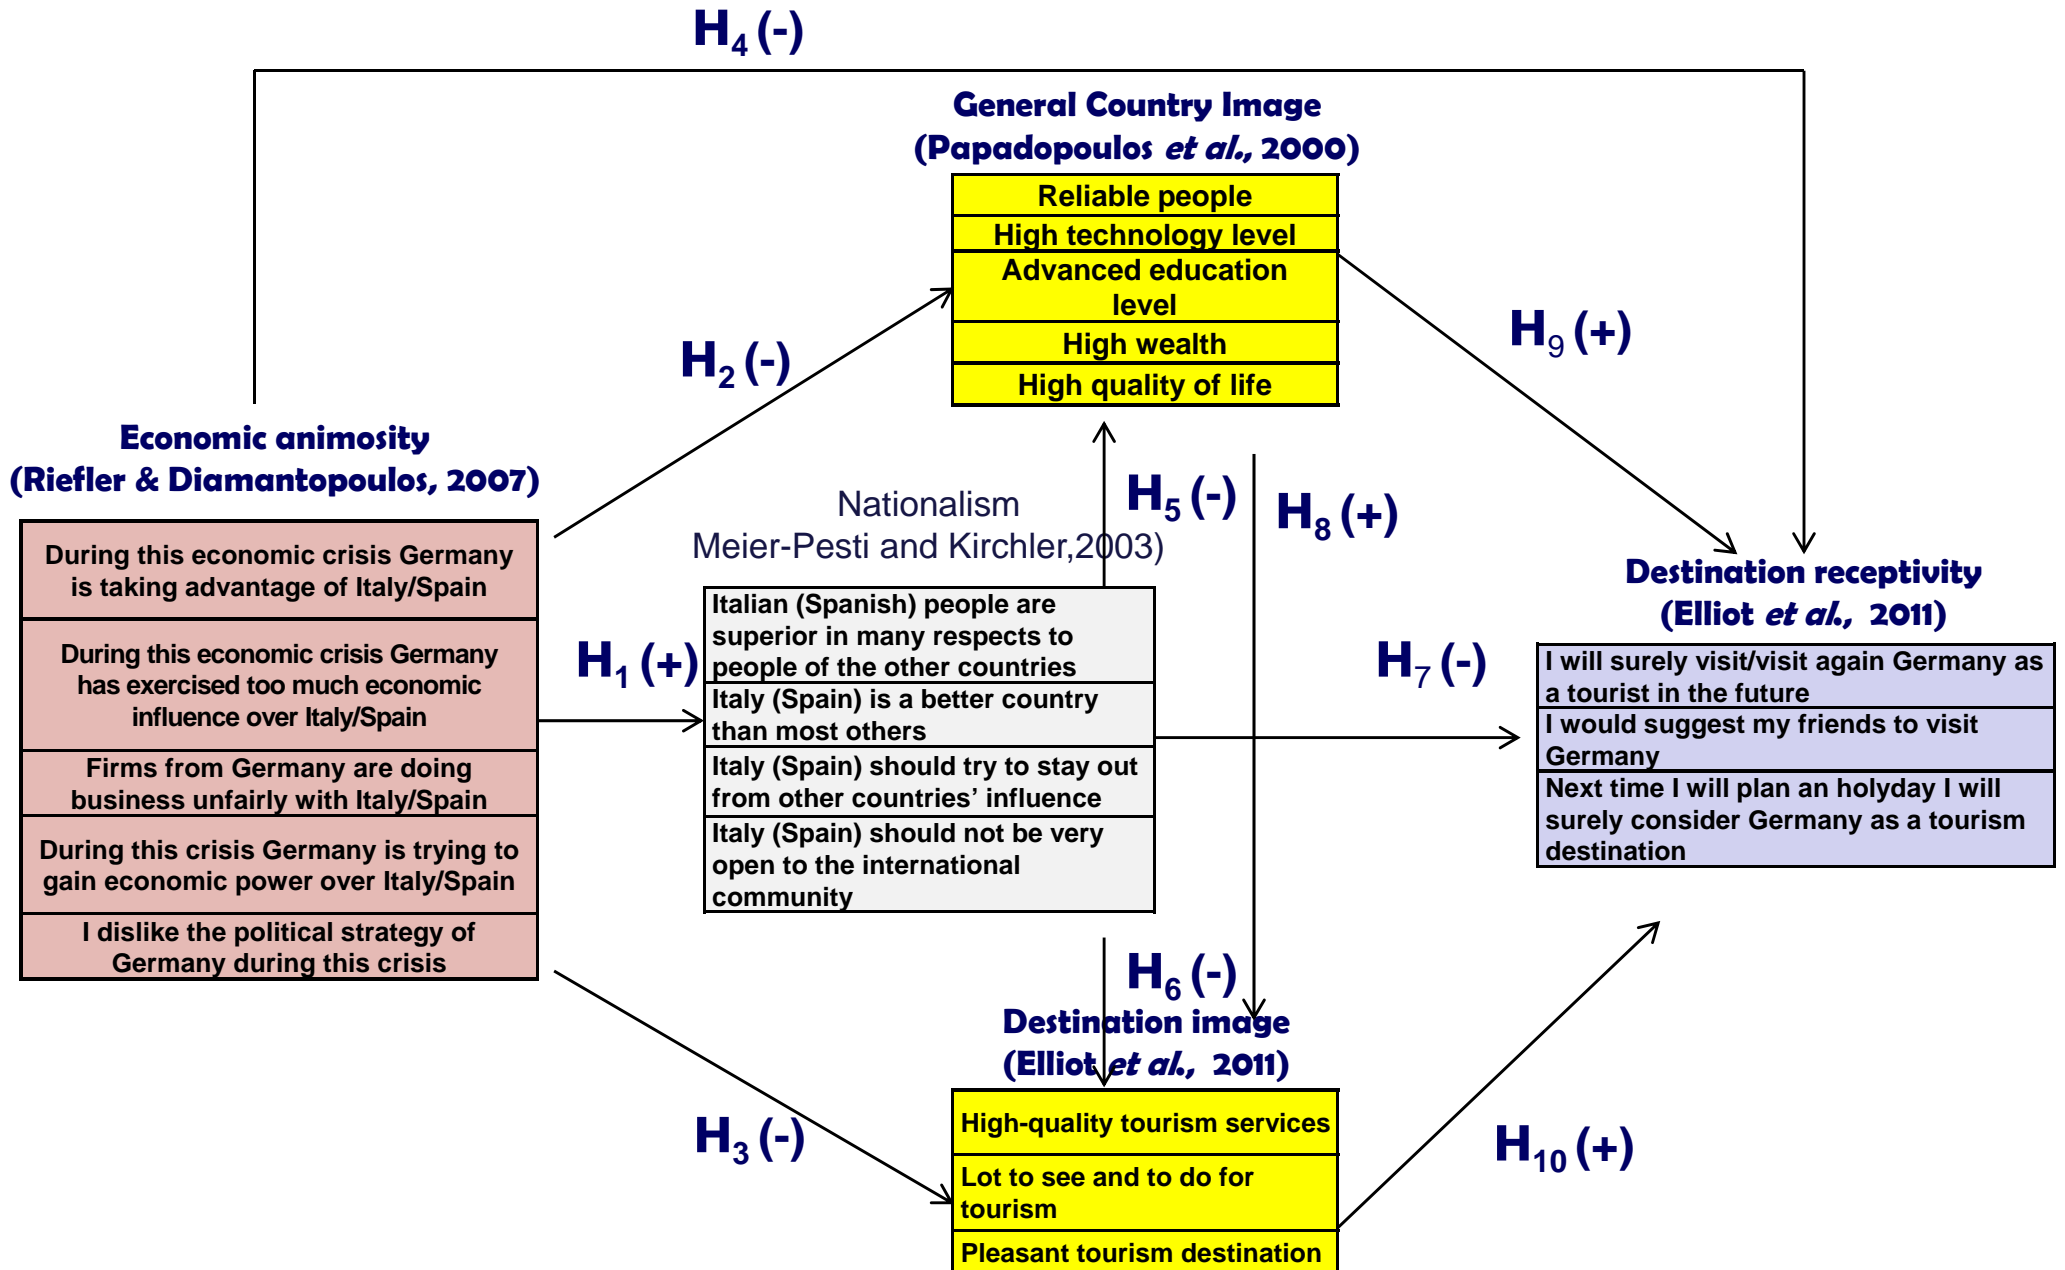 H4 (-)
General Country Image
(Papadopoulos et al., 2000)
Reliable people
High technology level
Advanced education
level
High wealth
High quality of life
H2 (-)
H9 (+)
Economic animosity
(Riefler & Diamantopoulos, 2007)
During this economic crisis Germany
is taking advantage of Italy/Spain
During this economic crisis Germany
has exercised too much economic
influence over Italy/Spain
Firms from Germany are doing
business unfairly with Italy/Spain
During this crisis Germany is trying to
gain economic power over Italy/Spain
I dislike the political strategy of
Germany during this crisis
H1 (+)
Nationalism
Meier-Pesti and Kirchler,2003)
Italian (Spanish) people are
superior in many respects to
people of the other countries
Italy (Spain) is a better country
than most others
Italy (Spain) should try to stay out
from other countries’ influence
Italy (Spain) should not be very
open to the international
community
H5 (-)
H8 (+)
H7 (-)
Destination receptivity
(Elliot et al., 2011)
I will surely visit/visit again Germany as
a tourist in the future
I would suggest my friends to visit
Germany
Next time I will plan an holyday I will
surely consider Germany as a tourism
destination
H6 (-)
H3 (-)
Destination image
(Elliot et al., 2011)
High-quality tourism services
Lot to see and to do for
tourism
Pleasant tourism destination
H10 (+)